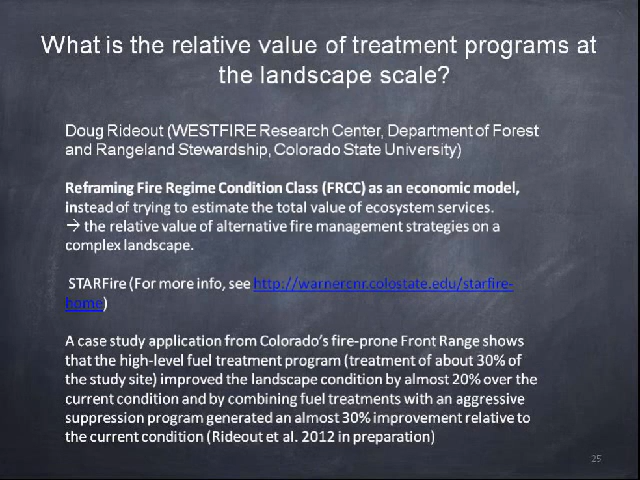 What is the relative value of treatment programs at
the landscape scale?
Doug Rideout (WESTFIRE Research Center, Department of Forest
and Rangeland Stewardship, Colorado State University)
Reframing Fire Regime Condition Class (FRCC) as an economic model,
instead of trying to estimate the total value of ecosystem services.
→ the relative value of alternative fire management strategies on a
complex landscape.
STARFire (For more info, see http://warnercnr.colostate.edu/starfire-
home)
A case study application from Colorado's fire-prone Front Range shows
that the high-level fuel treatment program (treatment of about 30% of
the study site) improved the landscape condition by almost 20% over the
current condition and by combining fuel treatments with an aggressive
suppression program generated an almost 30% improvement relative to
the current condition (Rideout et al. 2012 in preparation)
25